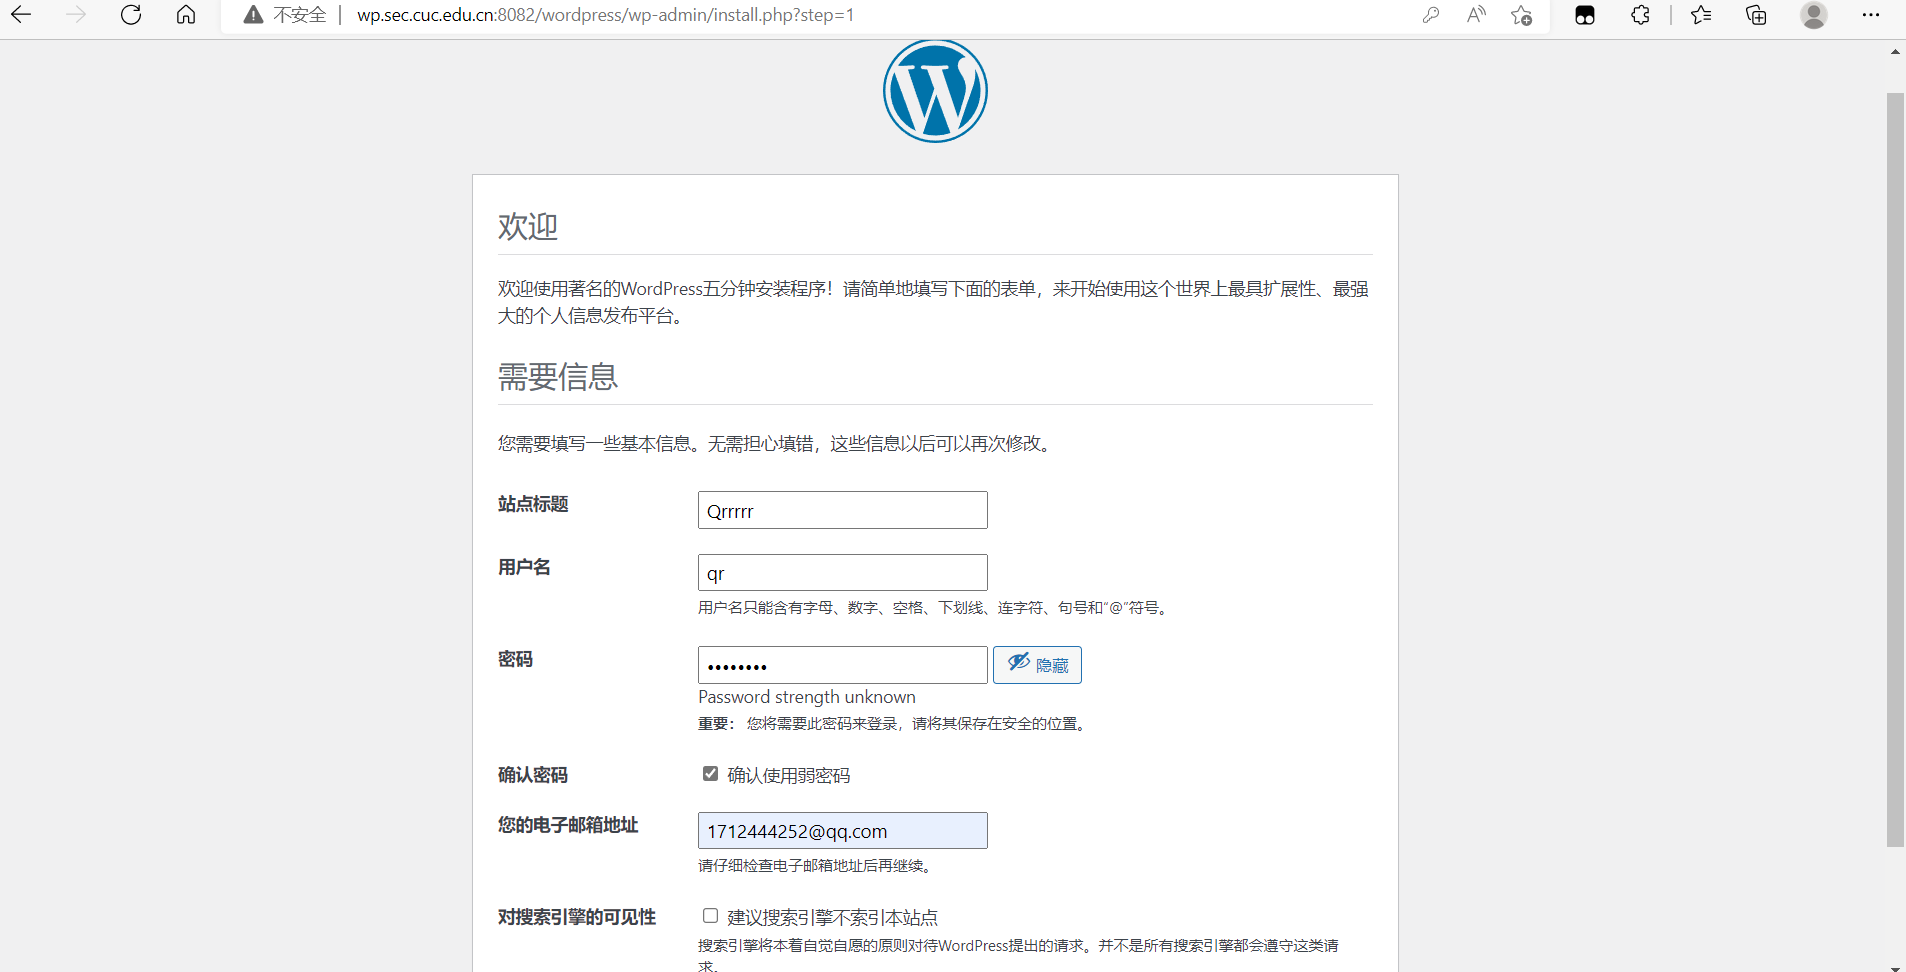 不安全 wp.sec.cuc.edu.cn:8082/wordpress/wp-admin/install.php?step=1
欢迎
欢迎使用著名的WordPress五分钟安装程序！请简单地填写下面的表单，来开始使用这个世界上最具扩展性、最强
大的个人信息发布平台。
需要信息
您需要填写一些基本信息。无需担心填错，这些信息以后可以再次修改。
站点标题 Qrrrrr
用户名 qr
用户名只能含有字母、数字、空格、下划线、连字符、句号和“@”符号。
密码 •••••••• 隐藏
Password strength unknown
重要： 您将需要此密码来登录，请将其保存在安全的位置。
确认密码 确认使用弱密码
您的电子邮箱地址 1712444252@qq.com
请仔细检查电子邮箱地址后再继续。
对搜索引擎的可见性 建议搜索引擎不索引本站点
搜索引擎将本着自觉自愿的原则对待WordPress提出的请求。并不是所有搜索引擎都会遵守这类请
求。